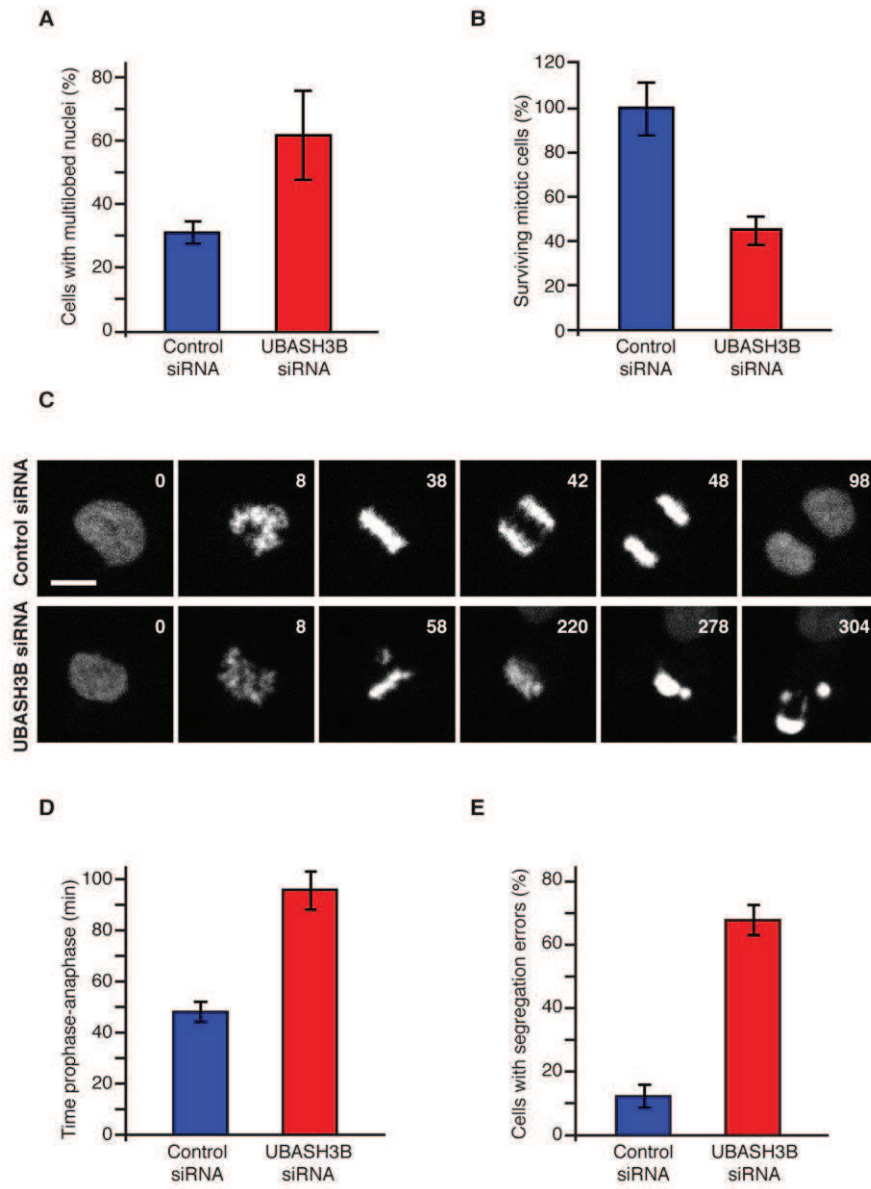 A
B
Cells with multilobed nuclei (%)
80
60
40
20
0
Control
siRNA
UBASH3B
siRNA
Surviving mitotic cells (%)
120
100
80
60
40
20
0
Control
siRNA
UBASH3B
siRNA
C
Control siRNA
0
8
38
42
48
98
UBASH3B siRNA
0
8
58
220
278
304
D
E
Time prophase-anaphase (min)
100
80
60
40
20
0
Control
siRNA
UBASH3B
siRNA
Cells with segregation errors (%)
80
60
40
20
0
Control
siRNA
UBASH3B
siRNA